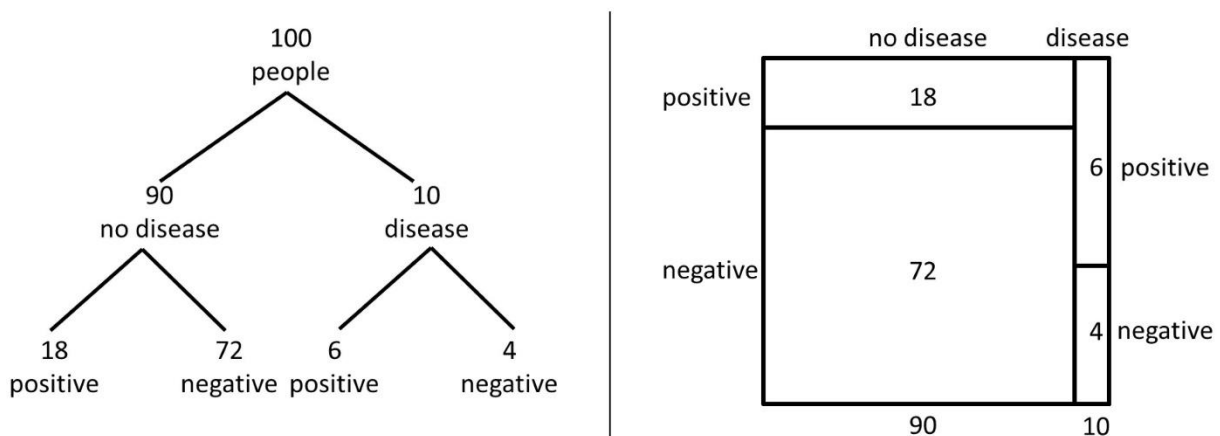 100
people
90 10
no disease disease
18 72 6 4
positive negative positive negative
no disease disease
positive 18
6 positive
negative 72
4 negative
90 10